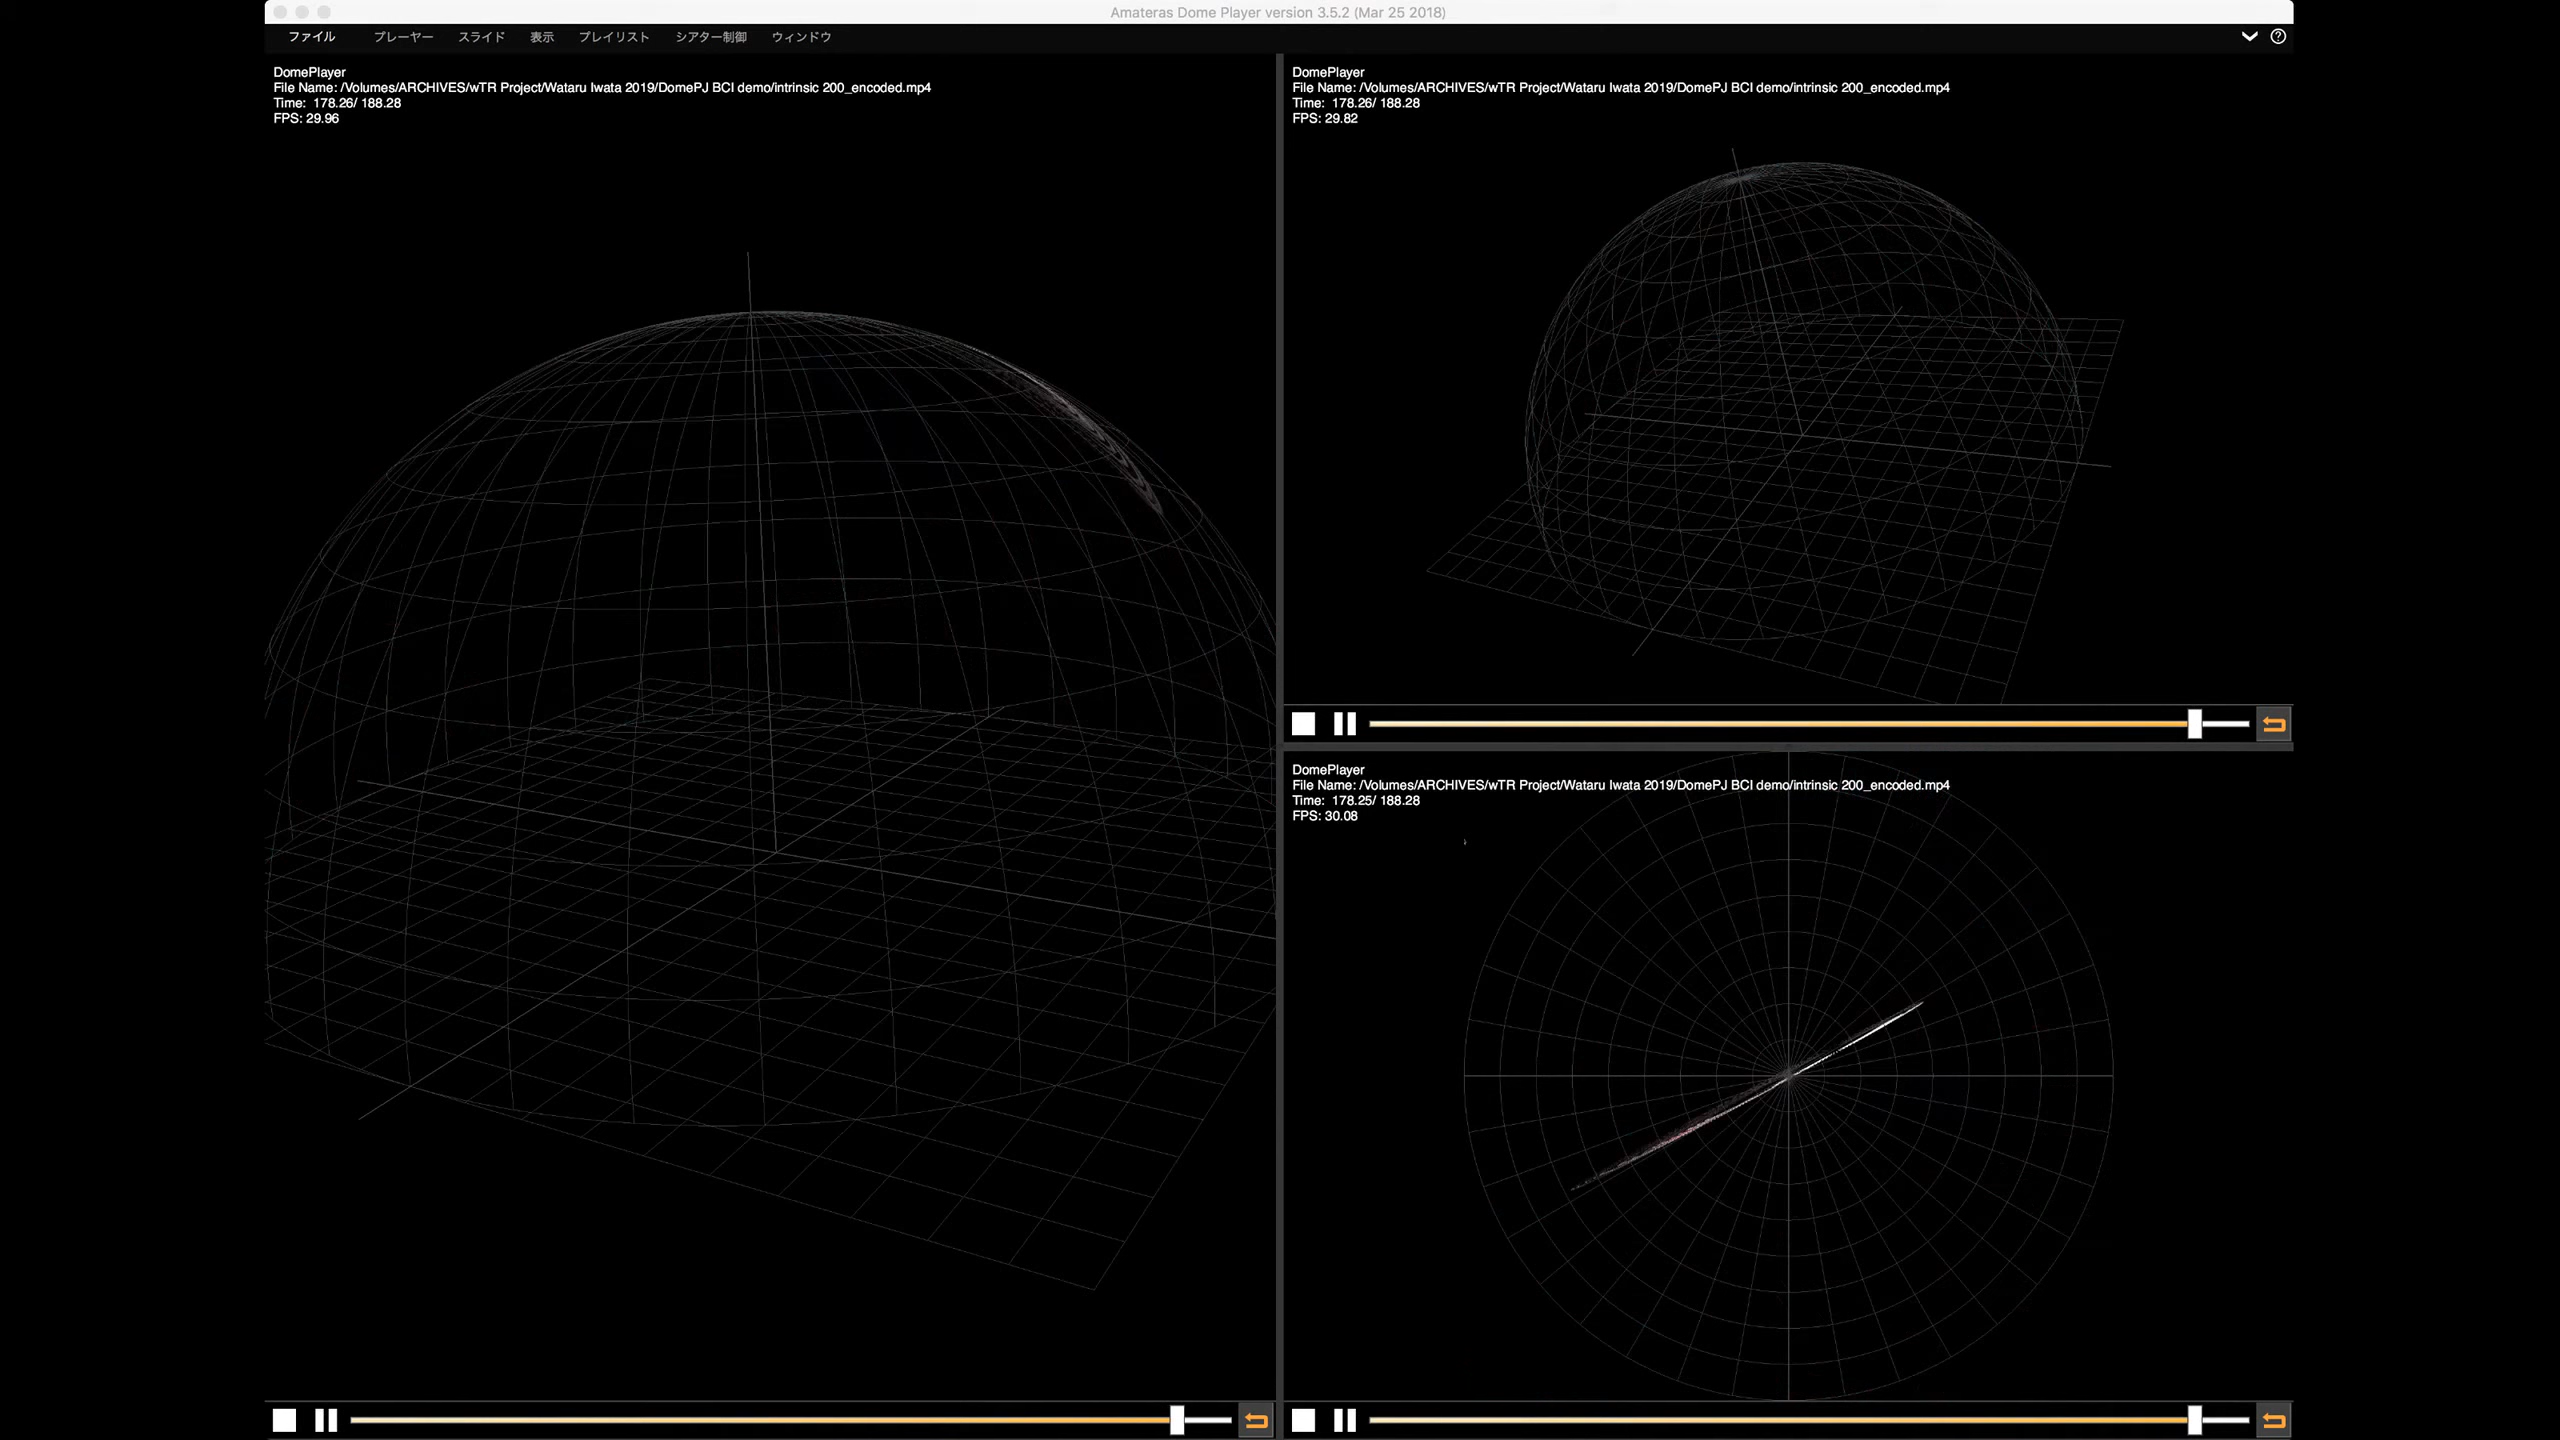 Amateras Dome Player version 3.5.2 (Mar 25 2018)
ファイル プレーヤー スライド 表示 プレイリスト シアター制御 ウィンドウ
DomePlayer
File Name: /Volumes/ARCHIVES/wTR Project/Wataru Iwata 2019/DomePJ BCI demo/intrinsic 200_encoded.mp4
Time: 178.26/ 188.28
FPS: 29.96
DomePlayer
File Name: /Volumes/ARCHIVES/wTR Project/Wataru Iwata 2019/DomePJ BCI demo/intrinsic 200_encoded.mp4
Time: 178.26/ 188.28
FPS: 29.82
DomePlayer
File Name: /Volumes/ARCHIVES/wTR Project/Wataru Iwata 2019/DomePJ BCI demo/intrinsic 200_encoded.mp4
Time: 178.25/ 188.28
FPS: 30.08